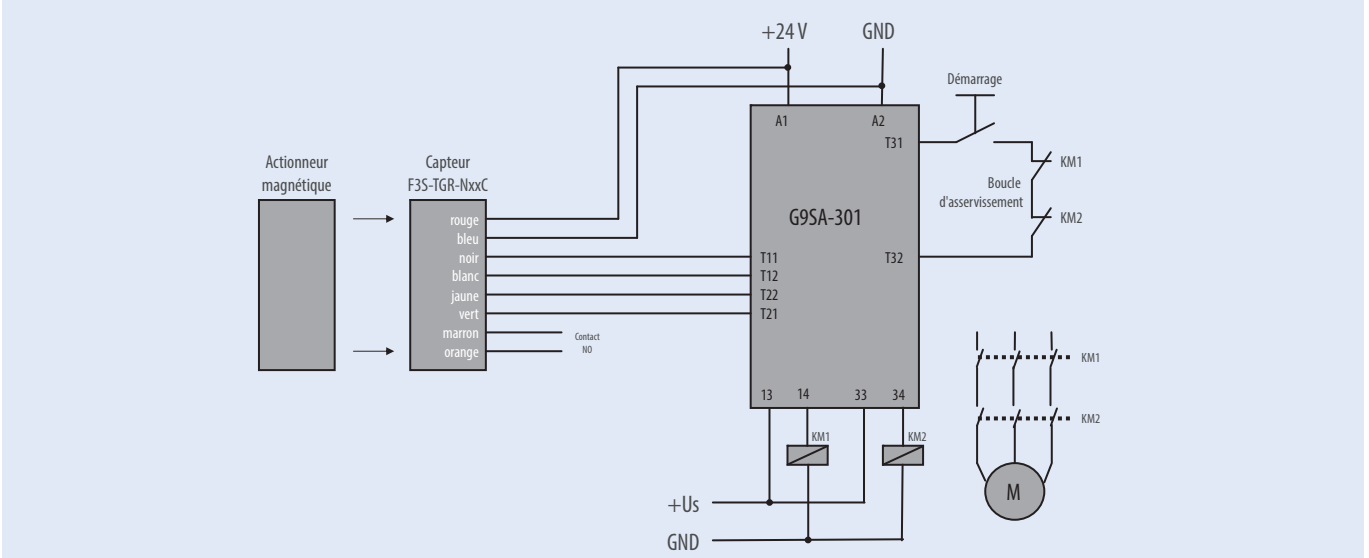 +24 V
GND
Démarrage
A1
A2
T31
Actionneur
magnétique
Capteur
F3S-TGR-NxxC
KM1
Boucle
d'asservissement
G9SA-301
KM2
rouge
bleu
noir
blanc
jaune
vert
marron
orange
T11
T12
T22
T21
T32
Contact
NO
KM1
13
14
33
34
KM2
KM1
KM2
M
+Us
GND